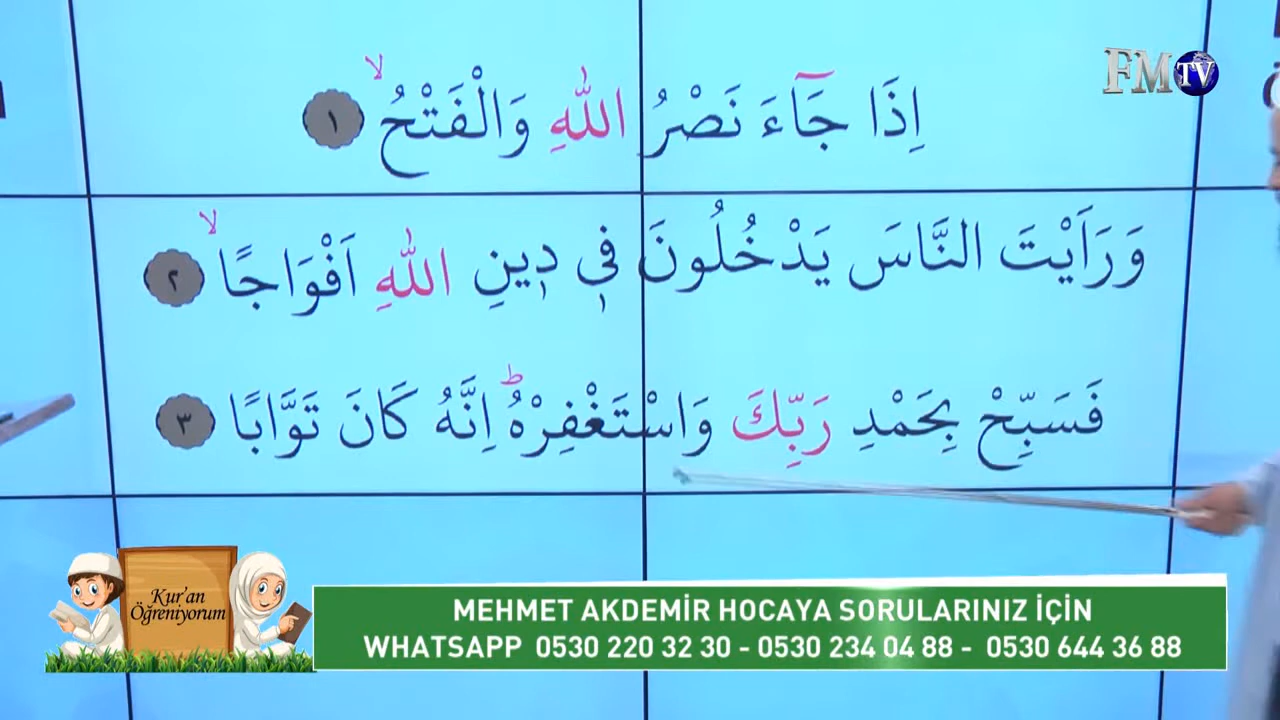 FM TV
اِذَا جَٓاءَ نَصْرُ اللّٰهِ وَالْفَتْحُۙ ١
وَرَاَيْتَ النَّاسَ يَدْخُلُونَ ف۪ي د۪ينِ اللّٰهِ اَفْوَاجًاۙ ٢
فَسَبِّحْ بِحَمْدِ رَبِّكَ وَاسْتَغْفِرْهُۜ اِنَّهُ كَانَ تَوَّابًا ٣
Kur'an
Öğreniyorum
MEHMET AKDEMİR HOCAYA SORULARINIZ İÇİN
WHATSAPP 0530 220 32 30 - 0530 234 04 88 - 0530 644 36 88